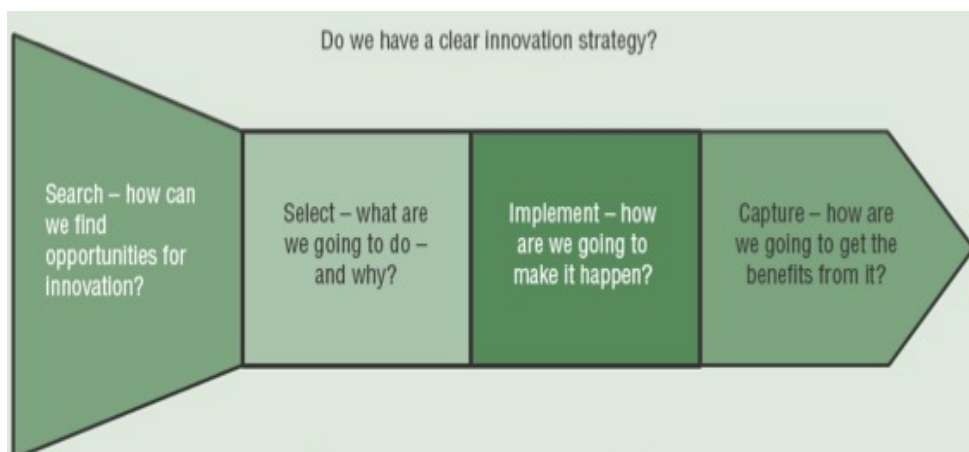 Do we have a clear innovation strategy?
Search – how can
we find
opportunities for
innovation?
Select – what are
we going to do –
and why?
Implement – how
are we going to
make it happen?
Capture – how are
we going to get the
benefits from it?